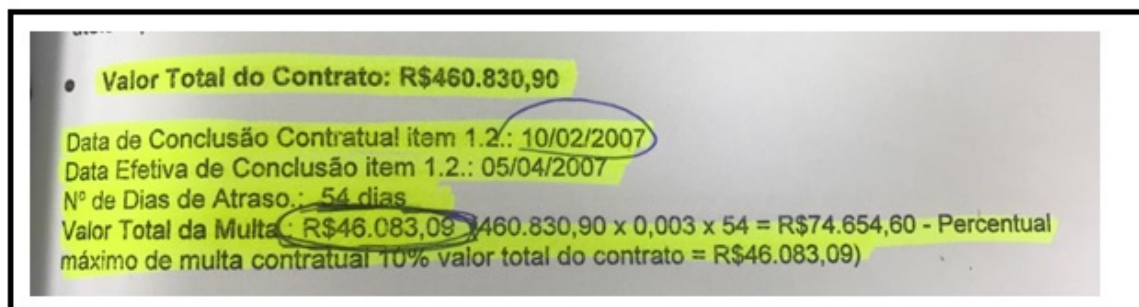 • Valor Total do Contrato: R$460.830,90
Data de Conclusão Contratual item 1.2.: 10/02/2007
Data Efetiva de Conclusão item 1.2.: 05/04/2007
Nº de Dias de Atraso.: 54 dias
Valor Total da Multa.: R$46.083,09 (460.830,90 x 0,003 x 54 = R$74.654,60 - Percentual
máximo de multa contratual 10% valor total do contrato = R$46.083,09)